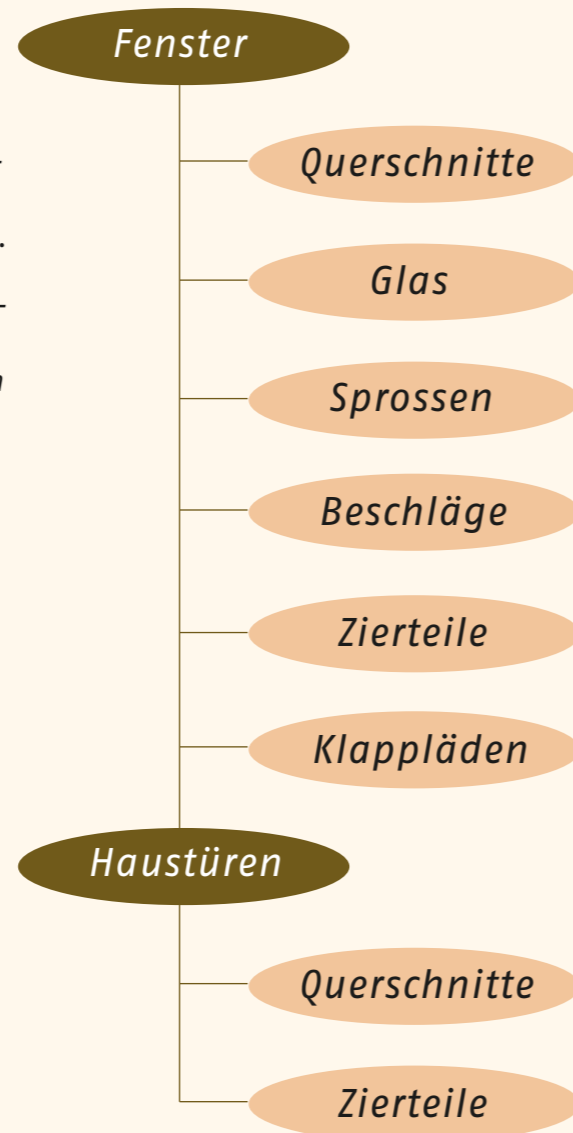 Fenster
Querschnitte
Glas
Sprossen
Beschläge
Zierteile
Klappläden
Haustüren
Querschnitte
Zierteile